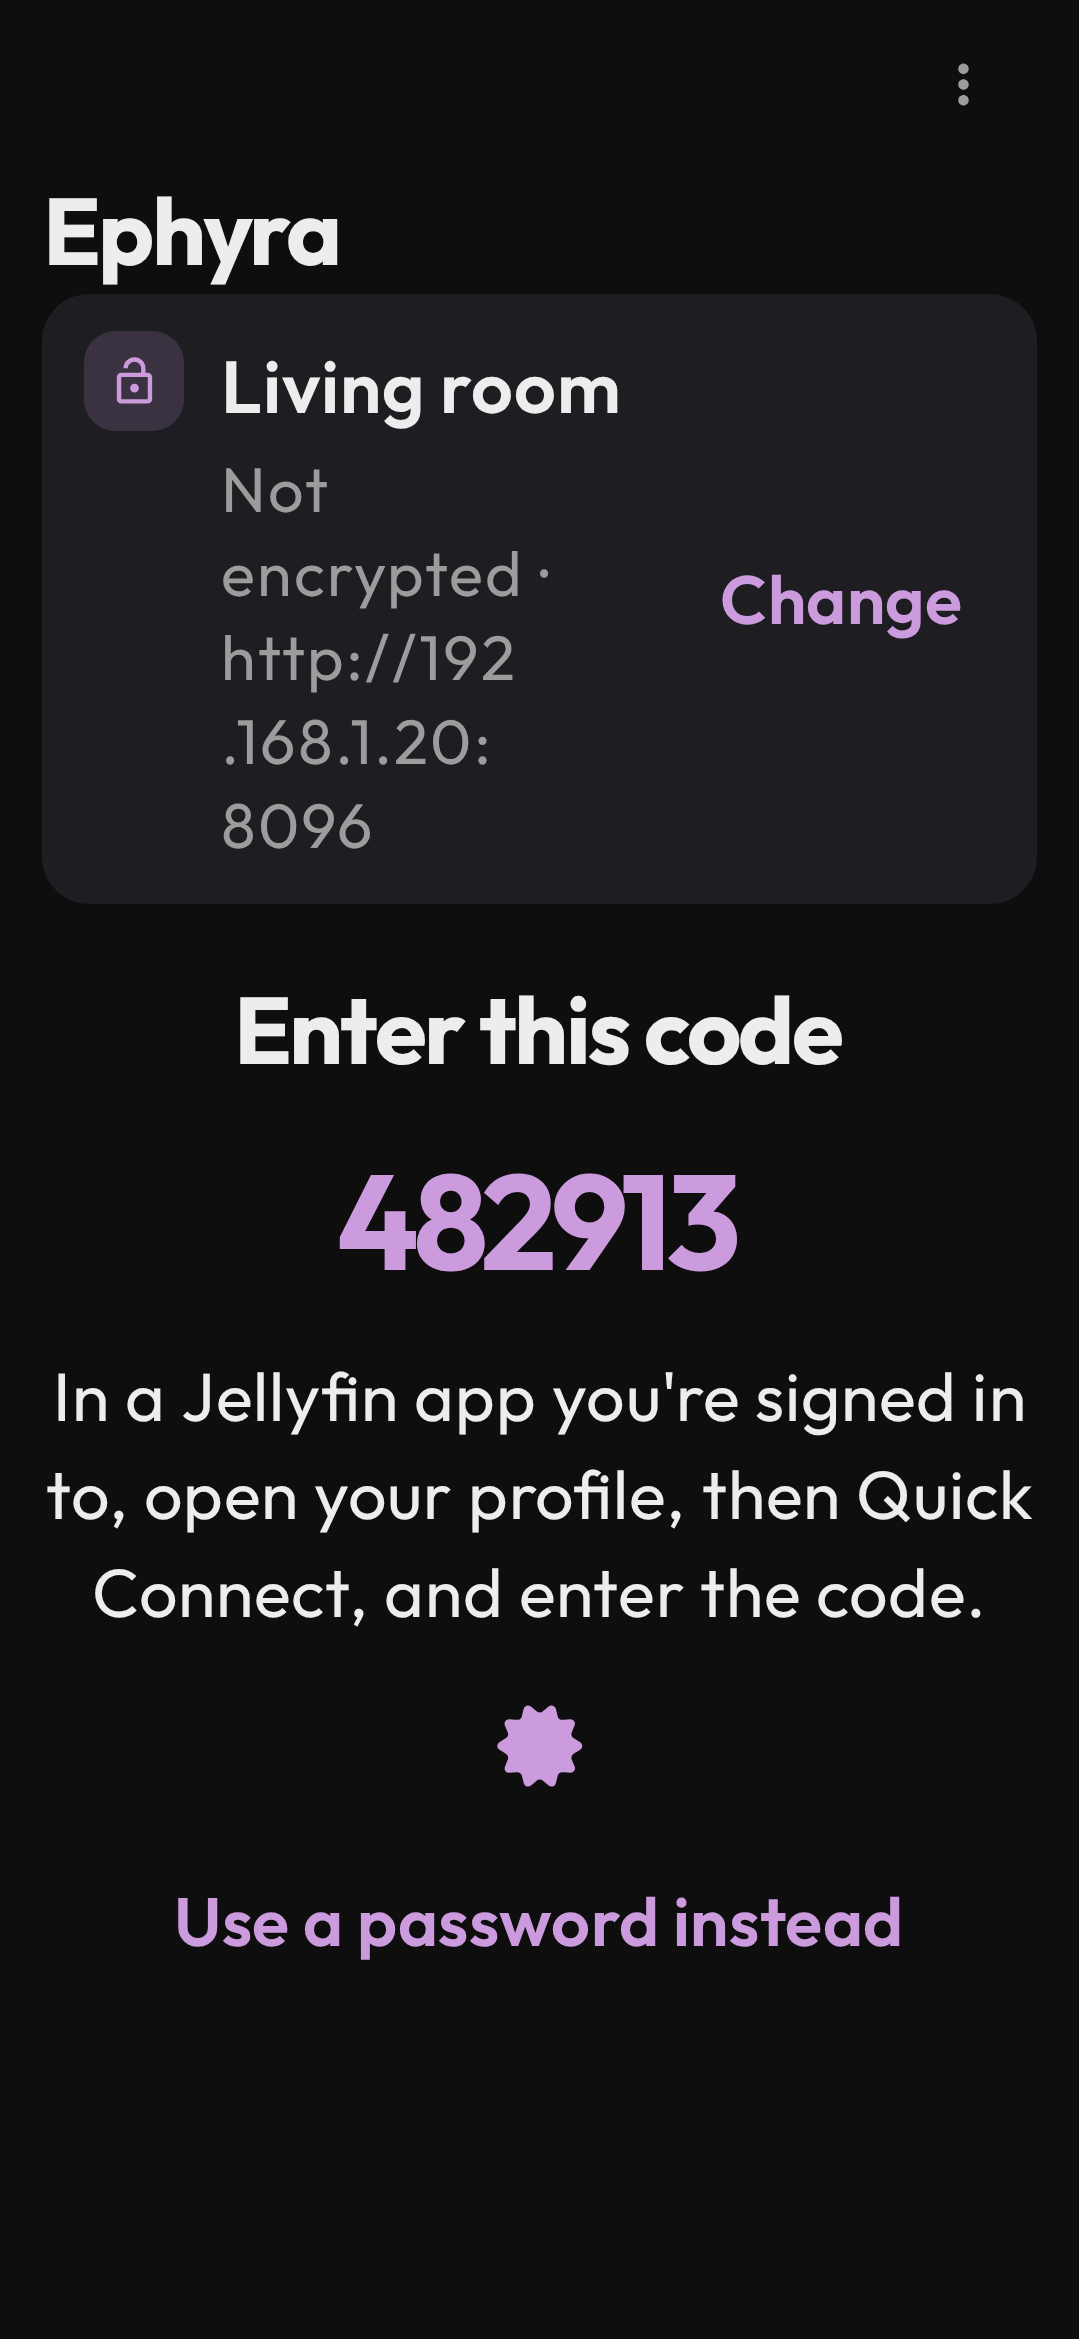 Ephyra
Living room
Not
encrypted ·
http://192
.168.1.20:
8096
Change
Enter this code
482913
In a Jellyfin app you're signed in
to, open your profile, then Quick
Connect, and enter the code.
Use a password instead